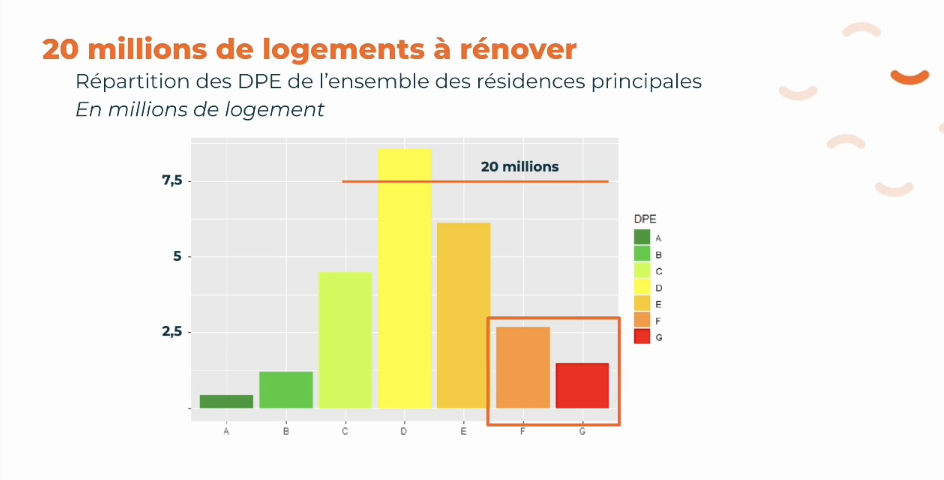 20 millions de logements à rénover
Répartition des DPE de l'ensemble des résidences principales
En millions de logement
20 millions
7,5
5
2,5
A
B
C
D
E
F
G
DPE
A
B
C
D
E
F
G